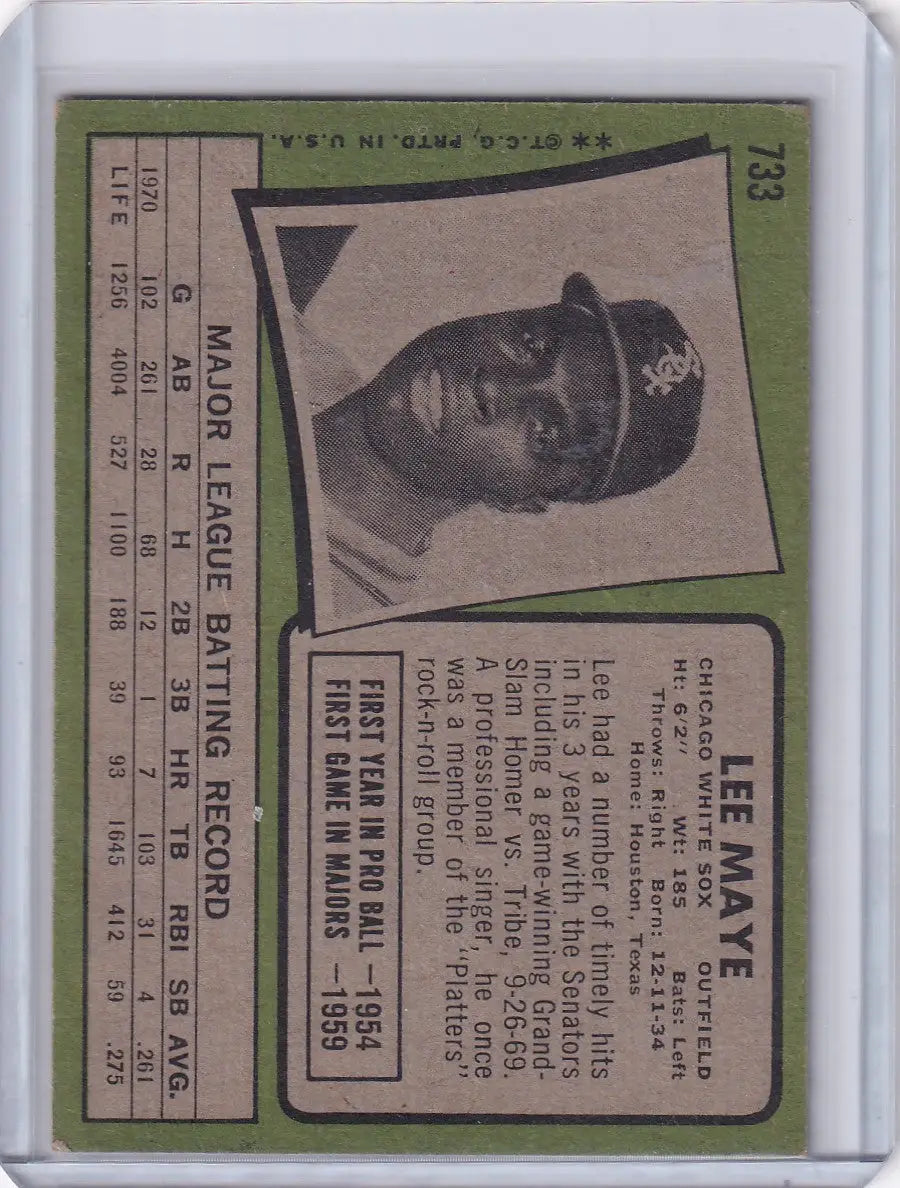 733
** ©T.C.G. PRTD. IN U.S.A.
LEE MAYE
CHICAGO WHITE SOX OUTFIELD
Ht: 6'2" Wt: 185 Bats: Left
Throws: Right Born: 12-11-34
Home: Houston, Texas
Lee had a number of timely hits
in his 3 years with the Senators
including a game-winning Grand-
Slam Homer vs. Tribe, 9-26-69.
A professional singer, he once
was a member of the "Platters"
rock-n-roll group.
FIRST YEAR IN PRO BALL —1954
FIRST GAME IN MAJORS —1959
MAJOR LEAGUE BATTING RECORD
G AB R H 2B 3B HR TB RBI SB AVG.
1970 102 261 28 68 12 1 7 103 31 4 .261
LIFE 1256 4004 527 1100 188 39 93 1645 412 59 .275